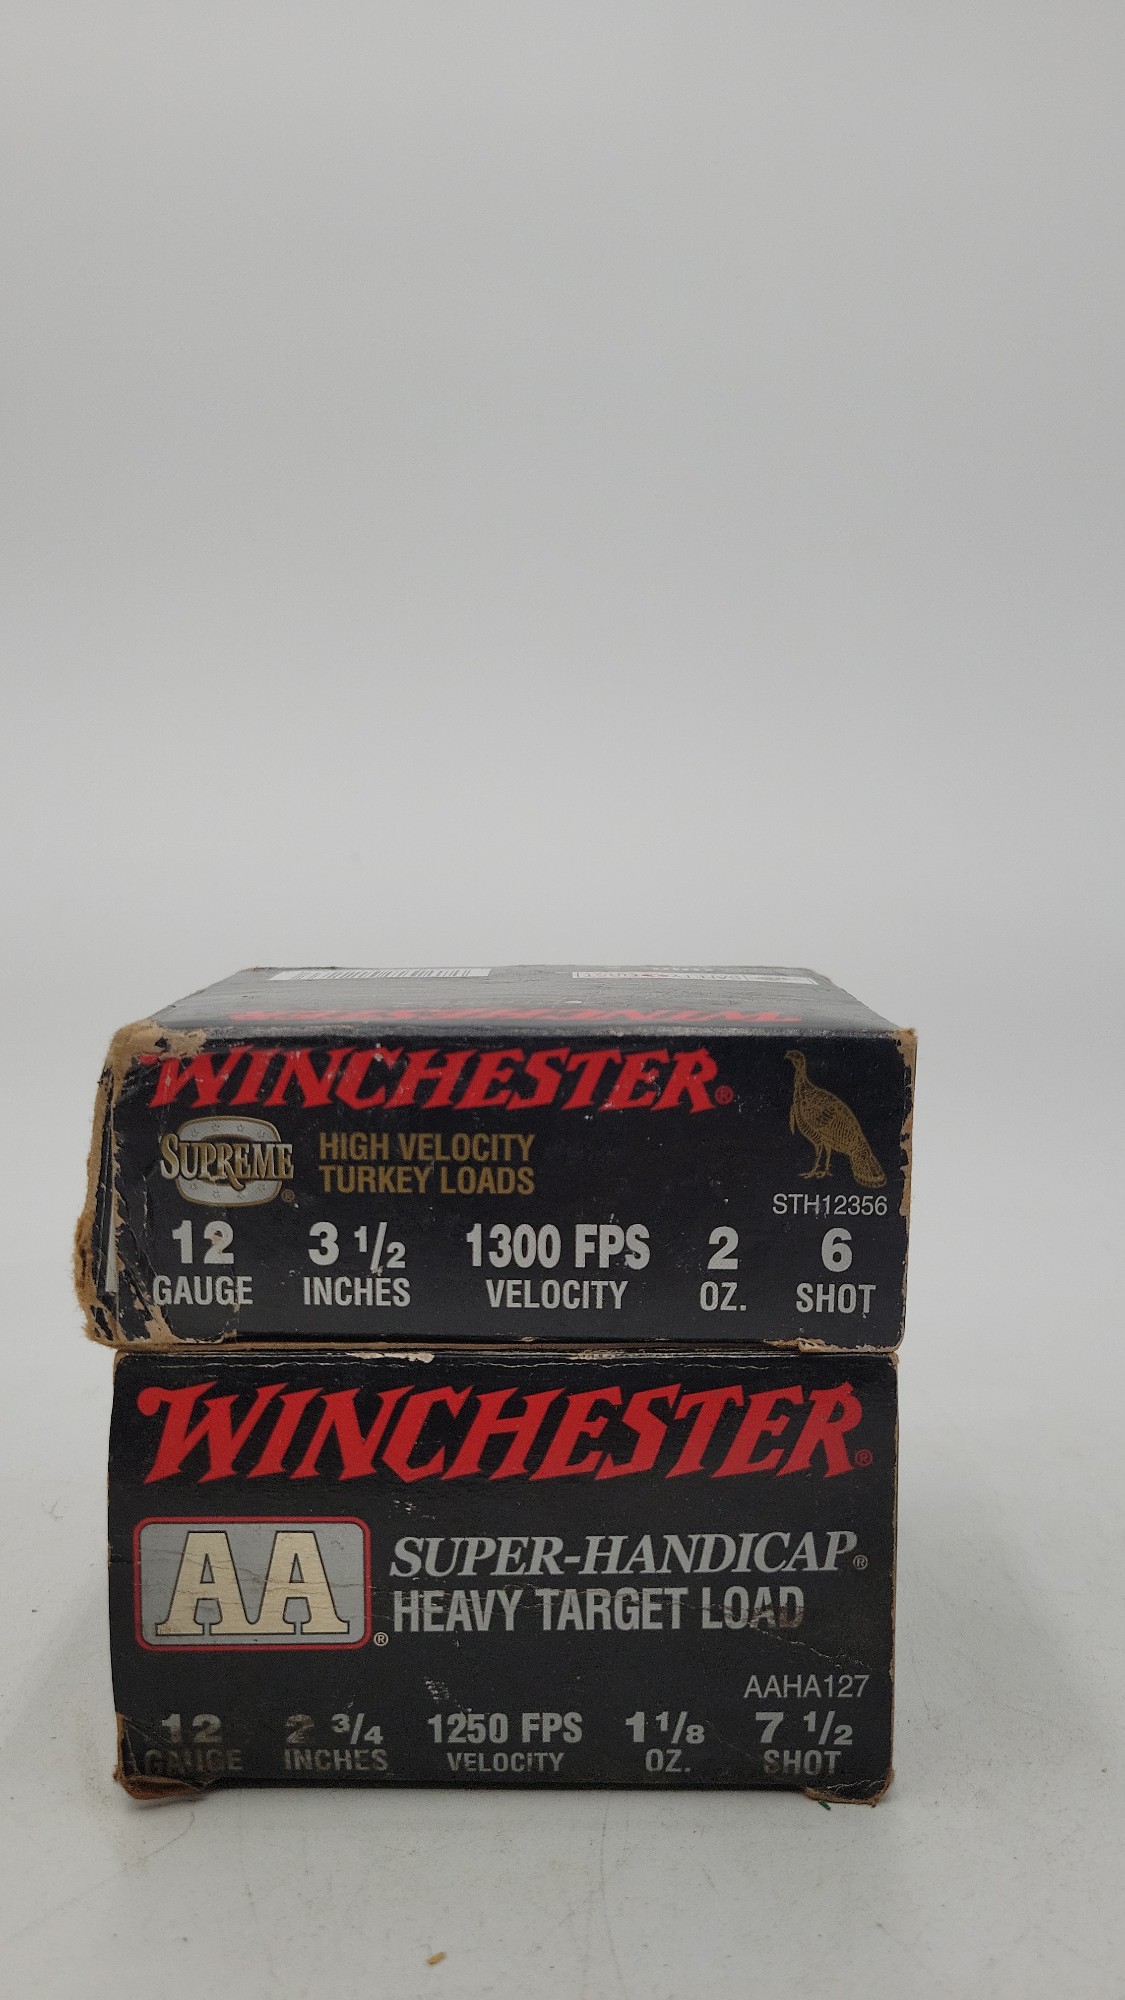 WINCHESTER
WINCHESTER®
SUPREME®
HIGH VELOCITY
TURKEY LOADS
STH12356
12 3 1/2 1300 FPS 2 6
GAUGE INCHES VELOCITY OZ. SHOT
WINCHESTER®
AA®
SUPER-HANDICAP®
HEAVY TARGET LOAD
AAHA127
12 2 3/4 1250 FPS 1 1/8 7 1/2
GAUGE INCHES VELOCITY OZ. SHOT